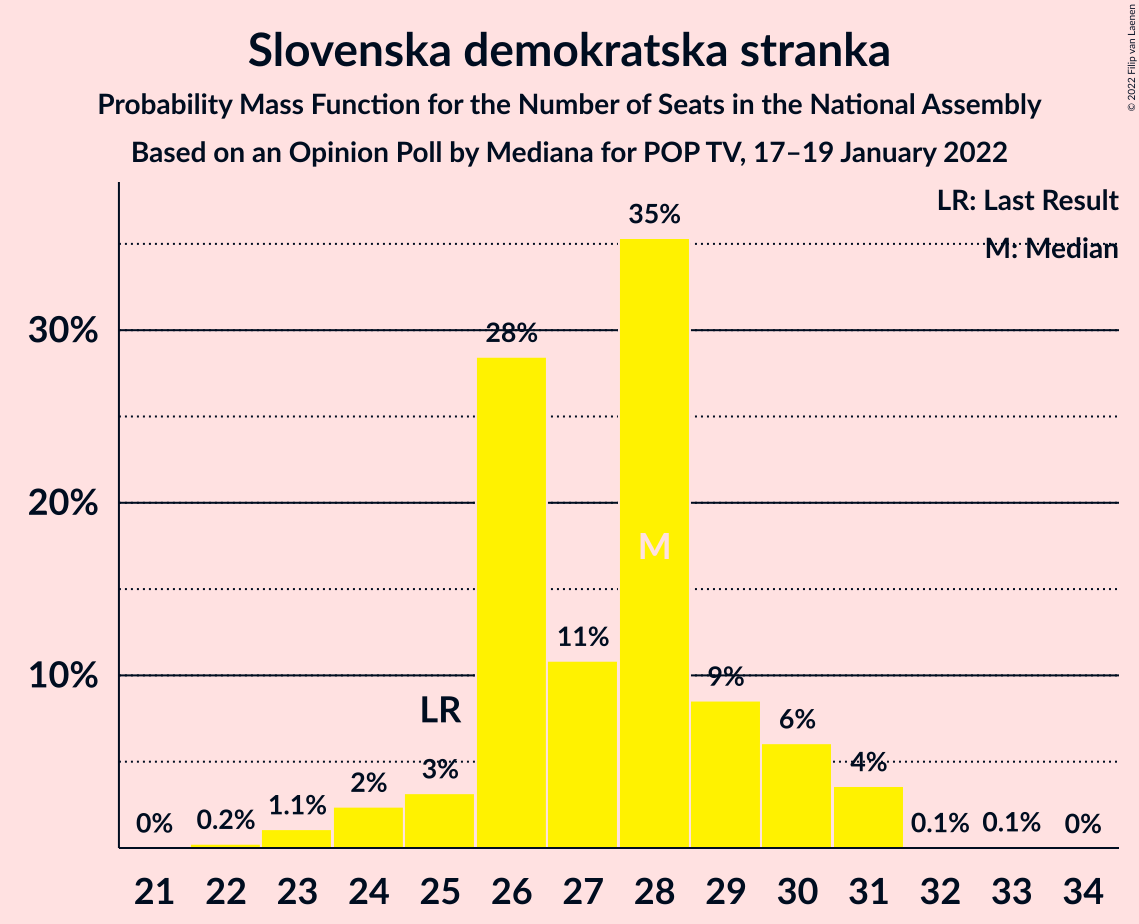 Slovenska demokratska stranka
Probability Mass Function for the Number of Seats in the National Assembly
Based on an Opinion Poll by Mediana for POP TV, 17–19 January 2022
© 2022 Filip van Laenen
LR: Last Result
M: Median
30%
20%
10%
0%
0.2%
1.1%
2%
3%
LR
28%
11%
35%
M
9%
6%
4%
0.1%
0.1%
0%
21 22 23 24 25 26 27 28 29 30 31 32 33 34